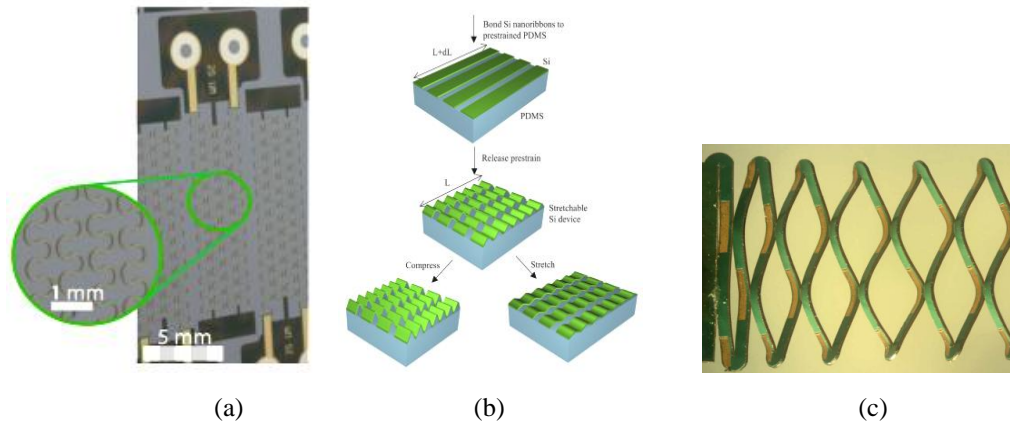 1 mm
5 mm
Bond Si nanoribbons to
prestrained PDMS
L+dL
Si
PDMS
Release prestrain
L
Stretchable
Si device
Compress
Stretch
(a)
(b)
(c)